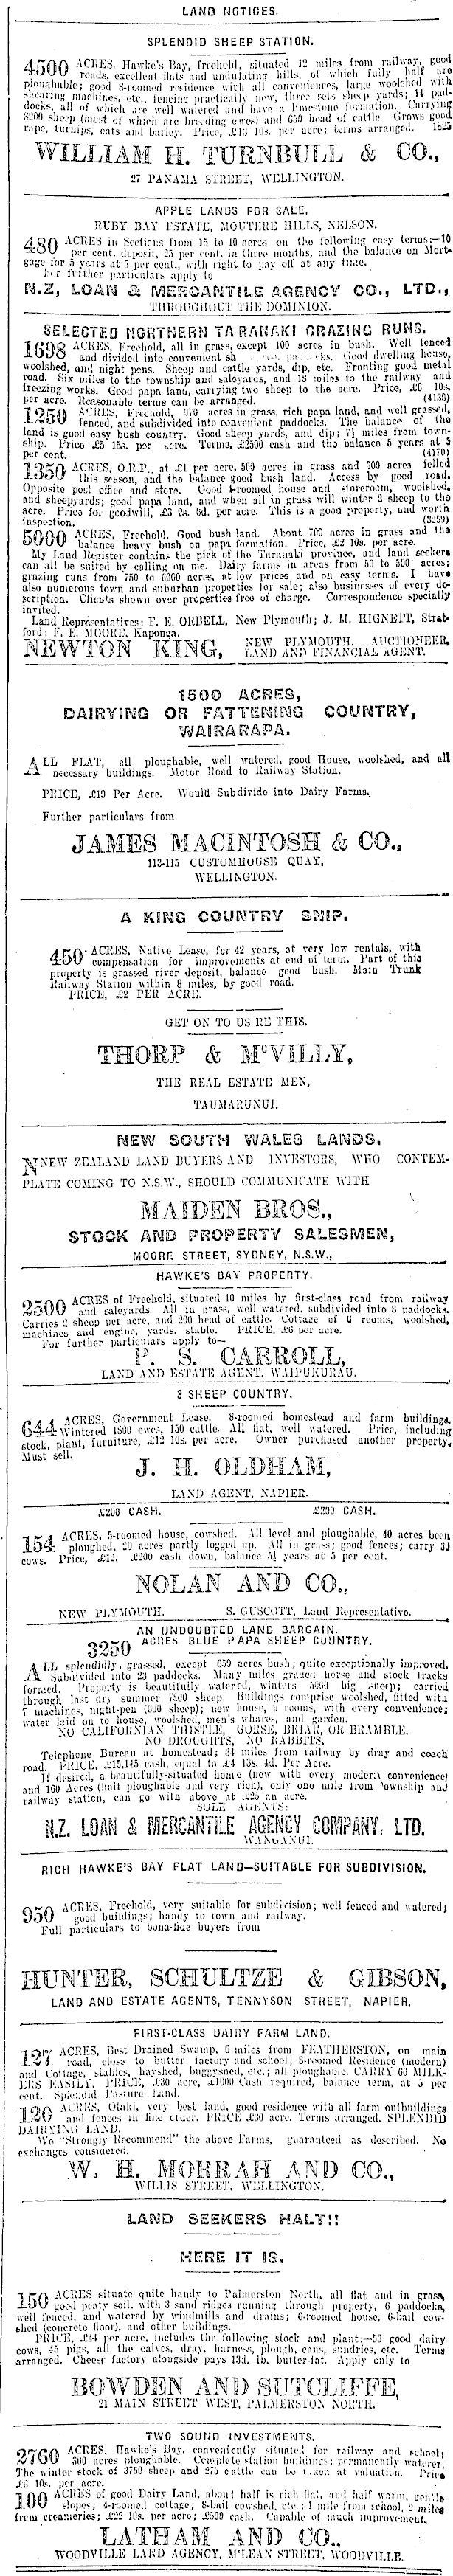 LAND NOTICES.
SPLENDID SHEEP STATION.
4500 ACRES, Hawke's Bay, freehold, situated 12 miles from railway, good
roads, excellent flats and undulating hills, of which fully half are
ploughable; good 8-roomed residence with all conveniences, large woolshed with
shearing machines, etc., fencing practically new, three sets sheep yards; 14 pad-
docks, all of which are well watered and have a limestone formation. Carrying
8200 sheep (most of which are breeding ewes) and 650 head of cattle. Grows good
rape, turnips, oats and barley. Price, £13 10s. per acre; terms arranged. 1825
WILLIAM H. TURNBULL & CO.,
27 PANAMA STREET, WELLINGTON.
APPLE LANDS FOR SALE.
RUBY BAY ESTATE, MOUTERE HILLS, NELSON.
480 ACRES in Sections from 15 to 40 acres on the following easy terms:—10
per cent. deposit, 25 per cent. in three months, and the balance on Mort-
gage for 5 years at 5 per cent., with right to pay off at any time.
For further particulars apply to
N.Z. LOAN & MERCANTILE AGENCY CO., LTD.,
THROUGHOUT THE DOMINION.
SELECTED NORTHERN TARANAKI GRAZING RUNS.
1698 ACRES, Freehold, all in grass, except 100 acres in bush. Well fenced
and divided into convenient Good dwelling house,
woolshed, and night pens. Sheep and cattle yards, dip, etc. Fronting good metal
road. Six miles to the township and saleyards, and 18 miles to the railway and
freezing works. Good papa land, carrying two sheep to the acre. Price, £6 10s.
per acre. Reasonable terms can be arranged. (4136)
1250 ACRES, Freehold, 970 acres in grass, rich papa land, and well grassed,
fenced, and subdivided into convenient paddocks. The balance of the
land is good easy bush country. Good sheep yards, and dip; 7½ miles from town-
ship. Price £5 15s. per acre. Terms, £2500 cash and the balance 5 years at 5
per cent. (4170)
1350 ACRES, O.R.P., at £1 per acre, 500 acres in grass and 300 acres felled
this season, and the balance good bush land. Access by good road.
Opposite post office and store. Good roomed house and storeroom, woolshed,
and sheepyards; good papa land, and when all in grass will winter 2 sheep to the
acre. Price for goodwill, £3 2s. 6d. per acre. This is a good property, and worth
inspection. (3259)
5000 ACRES, Freehold. Good bush land. About 700 acres in grass and the
balance heavy bush on papa formation. Price, £2 10s. per acre.
My Land Register contains the pick of the Taranaki province, and land seekers
can all be suited by calling on me. Dairy farms in areas from 50 to 500 acres;
grazing runs from 750 to 6000 acres, at low prices and on easy terms. I have
also numerous town and suburban properties for sale; also businesses of every de-
scription. Clients shown over properties free of charge. Correspondence specially
invited.
Land Representatives: F. E. ORBELL, New Plymouth; J. M. HIGNETT, Strat-
ford; F. E. MOORE, Kaponga.
NEWTON KING, NEW PLYMOUTH. AUCTIONEER,
LAND AND FINANCIAL AGENT.
1500 ACRES,
DAIRYING OR FATTENING COUNTRY,
WAIRARAPA.
ALL FLAT, all ploughable, well watered, good House, woolshed, and all
necessary buildings. Motor Road to Railway Station.
PRICE, £19 Per Acre. Would Subdivide into Dairy Farms.
Further particulars from
JAMES MACINTOSH & CO.,
113-115 CUSTOMHOUSE QUAY,
WELLINGTON.
A KING COUNTRY SNIP.
450 ACRES, Native Lease, for 42 years, at very low rentals, with
compensation for improvements at end of term. Part of this
property is grassed river deposit, balance good bush. Main Trunk
Railway Station within 8 miles, by good road.
PRICE, £2 PER ACRE.
GET ON TO US RE THIS.
THORP & McVILLY,
THE REAL ESTATE MEN,
TAUMARUNUI.
NEW SOUTH WALES LANDS.
NNEW ZEALAND LAND BUYERS AND INVESTORS, WHO CONTEM-
PLATE COMING TO N.S.W., SHOULD COMMUNICATE WITH
MAIDEN BROS.,
STOCK AND PROPERTY SALESMEN,
MOORE STREET, SYDNEY, N.S.W.,
HAWKE'S BAY PROPERTY.
2500 ACRES of Freehold, situated 10 miles by first-class road from railway
and saleyards. All in grass, well watered, subdivided into 8 paddocks.
Carries 2 sheep per acre, and 200 head of cattle. Cottage of 6 rooms, woolshed,
machines and engine, yards, stable. PRICE, £6 per acre.
For further particulars apply to—
P. S. CARROLL,
LAND AND ESTATE AGENT, WAIPUKURAU.
3 SHEEP COUNTRY.
644 ACRES, Government Lease. 8-roomed homestead and farm buildings.
Wintered 1800 ewes, 150 cattle. All flat, well watered. Price, including
stock, plant, furniture, £12 10s. per acre. Owner purchased another property.
Must sell.
J. H. OLDHAM,
LAND AGENT, NAPIER.
£200 CASH. £200 CASH.
154 ACRES, 5-roomed house, cowshed. All level and ploughable, 40 acres been
ploughed, 20 acres partly logged up. All in grass; good fences; carry 30
cows. Price, £12. £200 cash down, balance 5½ years at 5 per cent.
NOLAN AND CO.,
NEW PLYMOUTH. S. GUSCOTT, Land Representative.
AN UNDOUBTED LAND BARGAIN.
3250 ACRES BLUE PAPA SHEEP COUNTRY.
ALL splendidly, grassed, except 650 acres bush; quite exceptionally improved.
Subdivided into 23 paddocks. Many miles graded horse and stock tracks
formed. Property is beautifully watered, winters 5600 big sheep; carried
through last dry summer 7800 sheep. Buildings comprise woolshed, fitted with
7 machines, night-pen (600 sheep); new house, 9 rooms, with every convenience;
water laid on to house, woolshed, men's whares, and garden.
NO CALIFORNIAN THISTLE, GORSE, BRIAR, OR BRAMBLE.
NO DROUGHTS, NO RABBITS.
Telephone Bureau at homestead; 34 miles from railway by dray and coach
road. PRICE, £15,145 cash, equal to £4 13s. 4d. Per Acre.
If desired, a beautifully-situated home (new with every modern convenience)
and 160 Acres (half ploughable and very rich), only one mile from township and
railway station, can go with above at £25 an acre.
SOLE AGENTS:
N.Z. LOAN & MERCANTILE AGENCY COMPANY, LTD.
WANGANUI.
RICH HAWKE'S BAY FLAT LAND—SUITABLE FOR SUBDIVISION.
950 ACRES, Freehold, very suitable for subdivision; well fenced and watered;
good buildings; handy to town and railway.
Full particulars to bona-fide buyers from
HUNTER, SCHULTZE & GIBSON,
LAND AND ESTATE AGENTS, TENNYSON STREET, NAPIER.
FIRST-CLASS DAIRY FARM LAND.
127 ACRES, Best Drained Swamp, 6 miles from FEATHERSTON, on main
road, close to butter factory and school; 8-roomed Residence (modern)
and Cottage, stables, hayshed, buggyshed, etc.; all ploughable. CARRY 60 MILK-
ERS EASILY. PRICE, £30 acre, £1000 Cash required, balance term, at 5 per
cent. Splendid Pasture Land.
120 ACRES, Otaki, very best land, good residence with all farm outbuildings
and fences in fine order. PRICE £30 acre. Terms arranged. SPLENDID
DAIRYING LAND.
We "Strongly Recommend" the above Farms, guaranteed as described. No
exchanges considered.
W. H. MORRAH AND CO.,
WILLIS STREET, WELLINGTON.
LAND SEEKERS HALT!!
HERE IT IS.
150 ACRES situate quite handy to Palmerston North, all flat and in grass,
good peaty soil, with 3 sand ridges running through property, 6 paddocks,
well fenced, and watered by windmills and drains; 6-roomed house, 6-bail cow-
shed (concrete floor), and other buildings.
PRICE, £44 per acre, includes the following stock and plant:—53 good dairy
cows, 45 pigs, all the calves, dray, harness, plough, cans, sundries, etc. Terms
arranged. Cheese factory alongside pays 13d. lb. butter-fat. Apply only to
BOWDEN AND SUTCLIFFE,
21 MAIN STREET WEST, PALMERSTON NORTH.
TWO SOUND INVESTMENTS.
2760 ACRES, Hawke's Bay, conveniently situated for railway and school;
500 acres ploughable. Complete station buildings; permanently watered.
The winter stock of 3750 sheep and 275 cattle can be taken at valuation. Price
£6 10s. per acre.
100 ACRES of good Dairy Land, about half is rich flat, and half warm, gentle
slopes; 4-roomed cottage; 8-bail cowshed, etc.; 1 mile from school, 2 miles
from creameries; £22 10s. per acre; £500 cash. Capable of much improvement.
LATHAM AND CO.,
WOODVILLE LAND AGENCY, M'LEAN STREET, WOODVILLE.